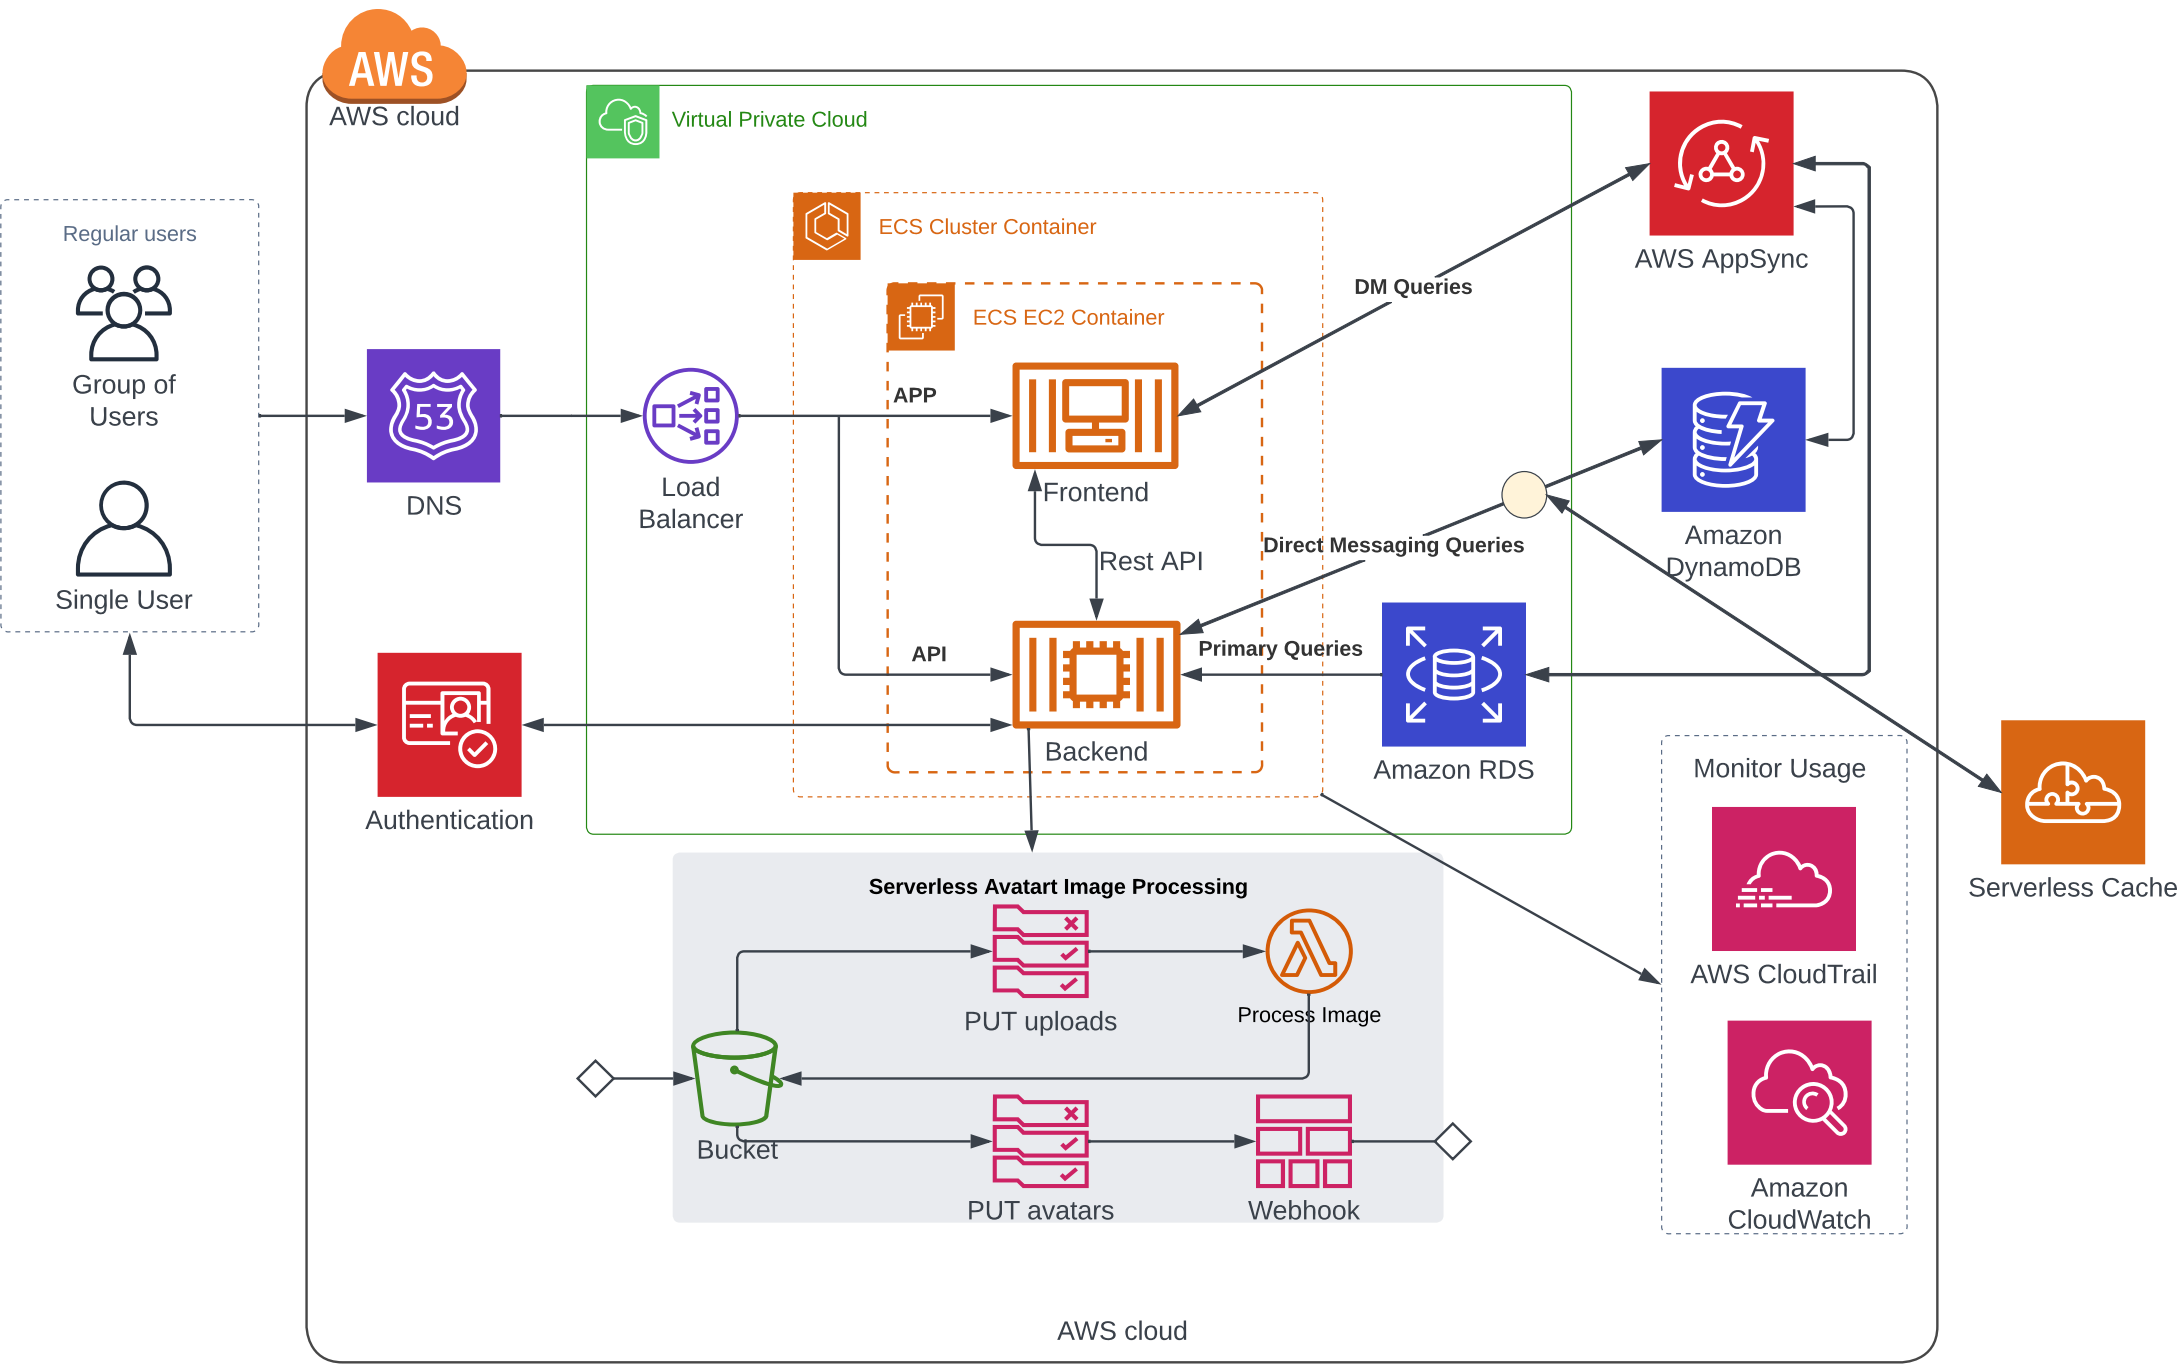 AWS
AWS cloud
Virtual Private Cloud
Regular users
Group of
Users
Single User
53
DNS
Load
Balancer
Authentication
ECS Cluster Container
ECS EC2 Container
APP
Frontend
Rest API
API
Backend
DM Queries
Direct Messaging Queries
Primary Queries
AWS AppSync
Amazon
DynamoDB
Amazon RDS
Serverless Cache
Monitor Usage
AWS CloudTrail
Amazon
CloudWatch
Serverless Avatart Image Processing
PUT uploads
Process Image
Bucket
PUT avatars
Webhook
AWS cloud